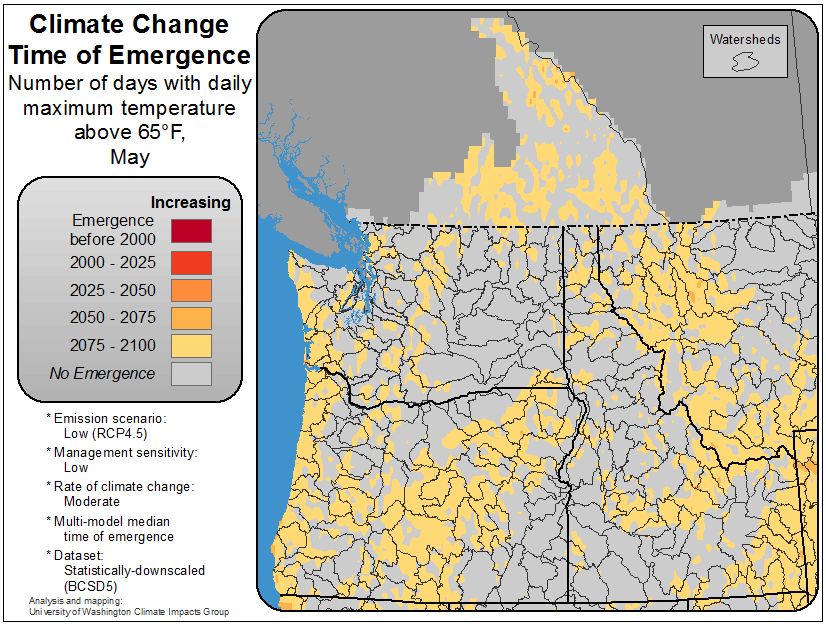 Climate Change
Time of Emergence
Number of days with daily
maximum temperature
above 65°F,
May
Increasing
Emergence
before 2000
2000 - 2025
2025 - 2050
2050 - 2075
2075 - 2100
No Emergence
* Emission scenario:
Low (RCP4.5)
* Management sensitivity:
Low
* Rate of climate change:
Moderate
* Multi-model median
time of emergence
* Dataset:
Statistically-downscaled
(BCSD5)
Analysis and mapping:
University of Washington Climate Impacts Group
Watersheds